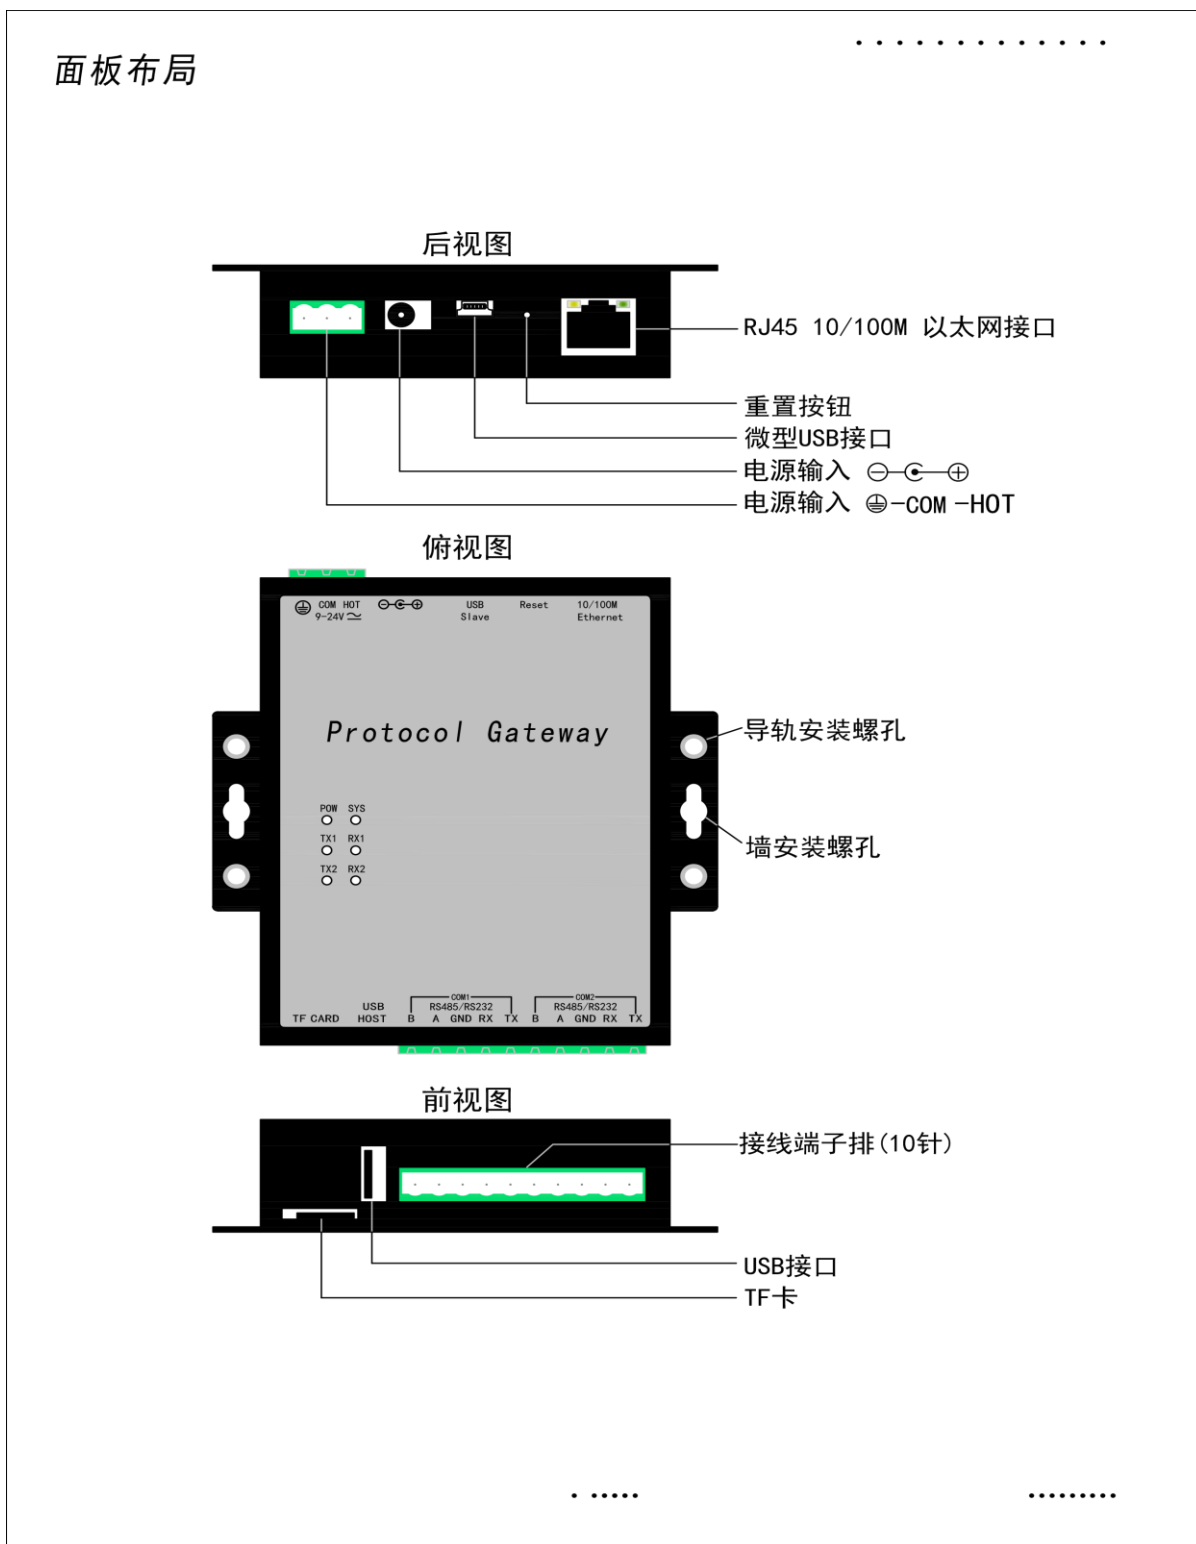 面板布局
后视图
RJ45 10/100M 以太网接口
重置按钮
微型USB接口
电源输入
电源输入 -COM-HOT
俯视图
COM HOT
9-24V
USB
Slave
Reset
10/100M
Ethernet
Protocol Gateway
导轨安装螺孔
POW SYS
TX1 RX1
墙安装螺孔
TX2 RX2
TF CARD
USB
HOST
COM1
RS485/RS232
B A GND RX TX
COM2
RS485/RS232
B A GND RX TX
前视图
接线端子排(10针)
USB接口
TF卡